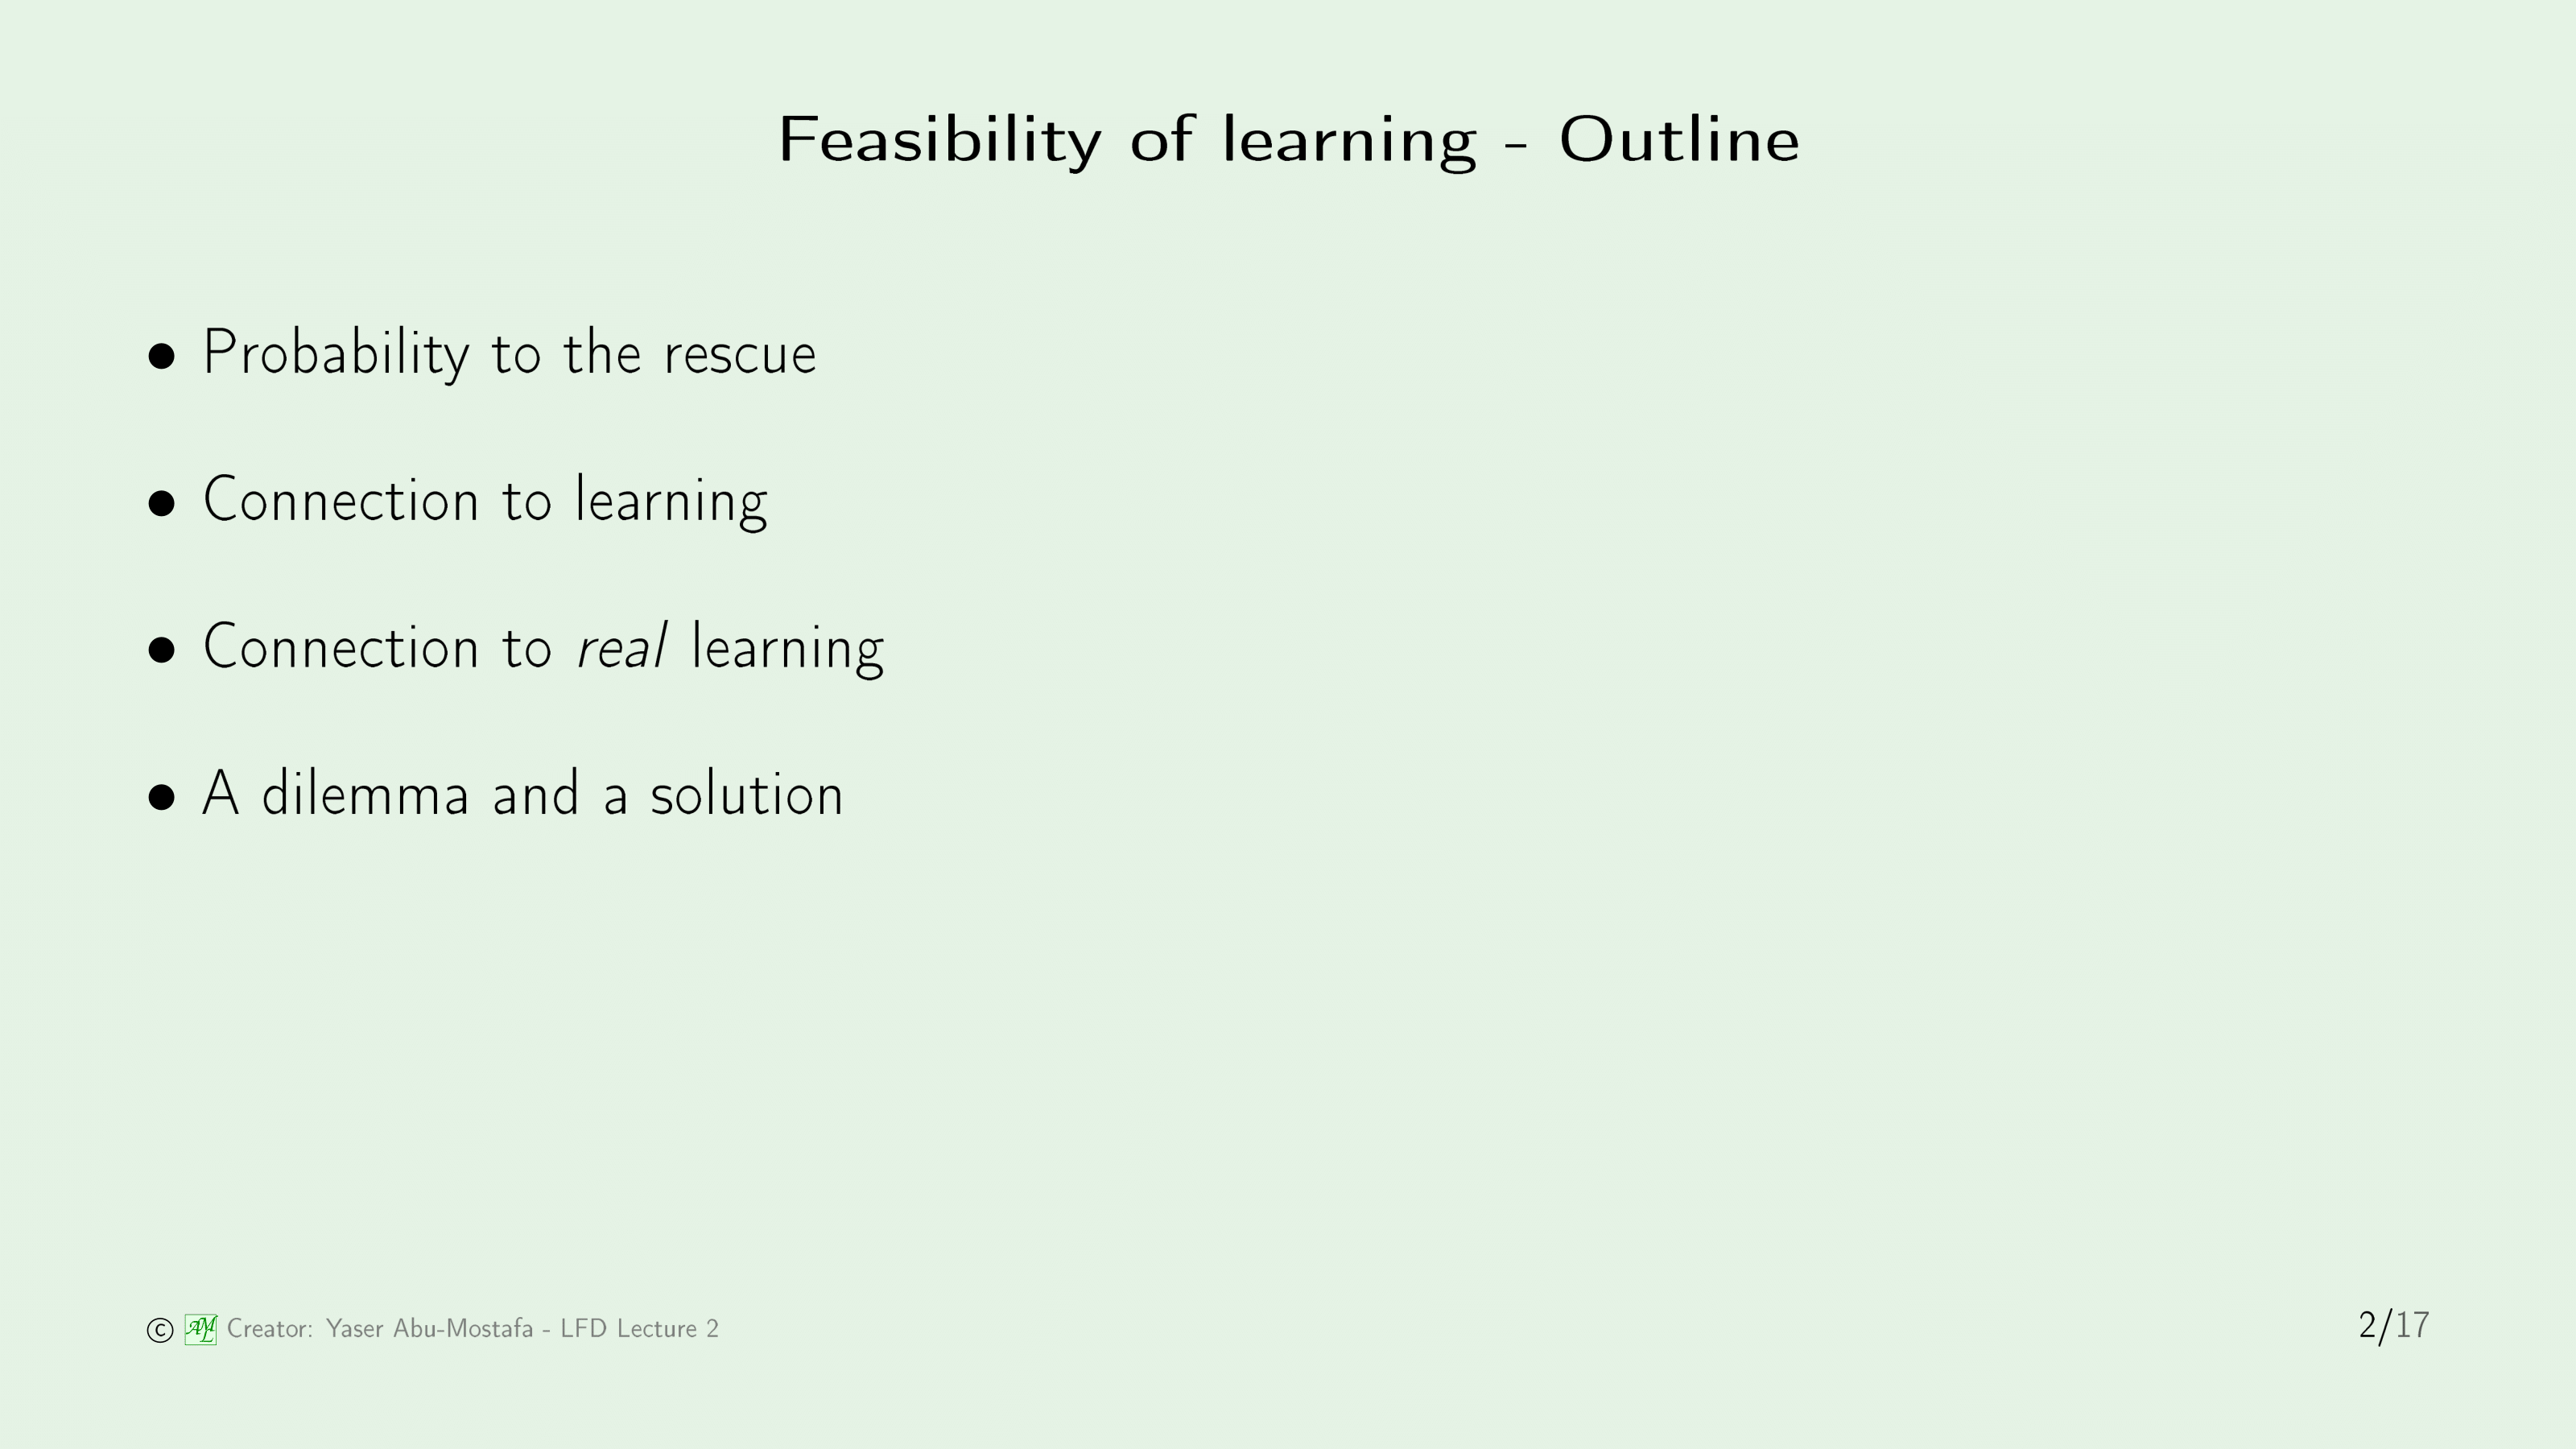 Feasibility of learning - Outline
• Probability to the rescue
• Connection to learning
• Connection to real learning
• A dilemma and a solution
© AML Creator: Yaser Abu-Mostafa - LFD Lecture 2
2/17